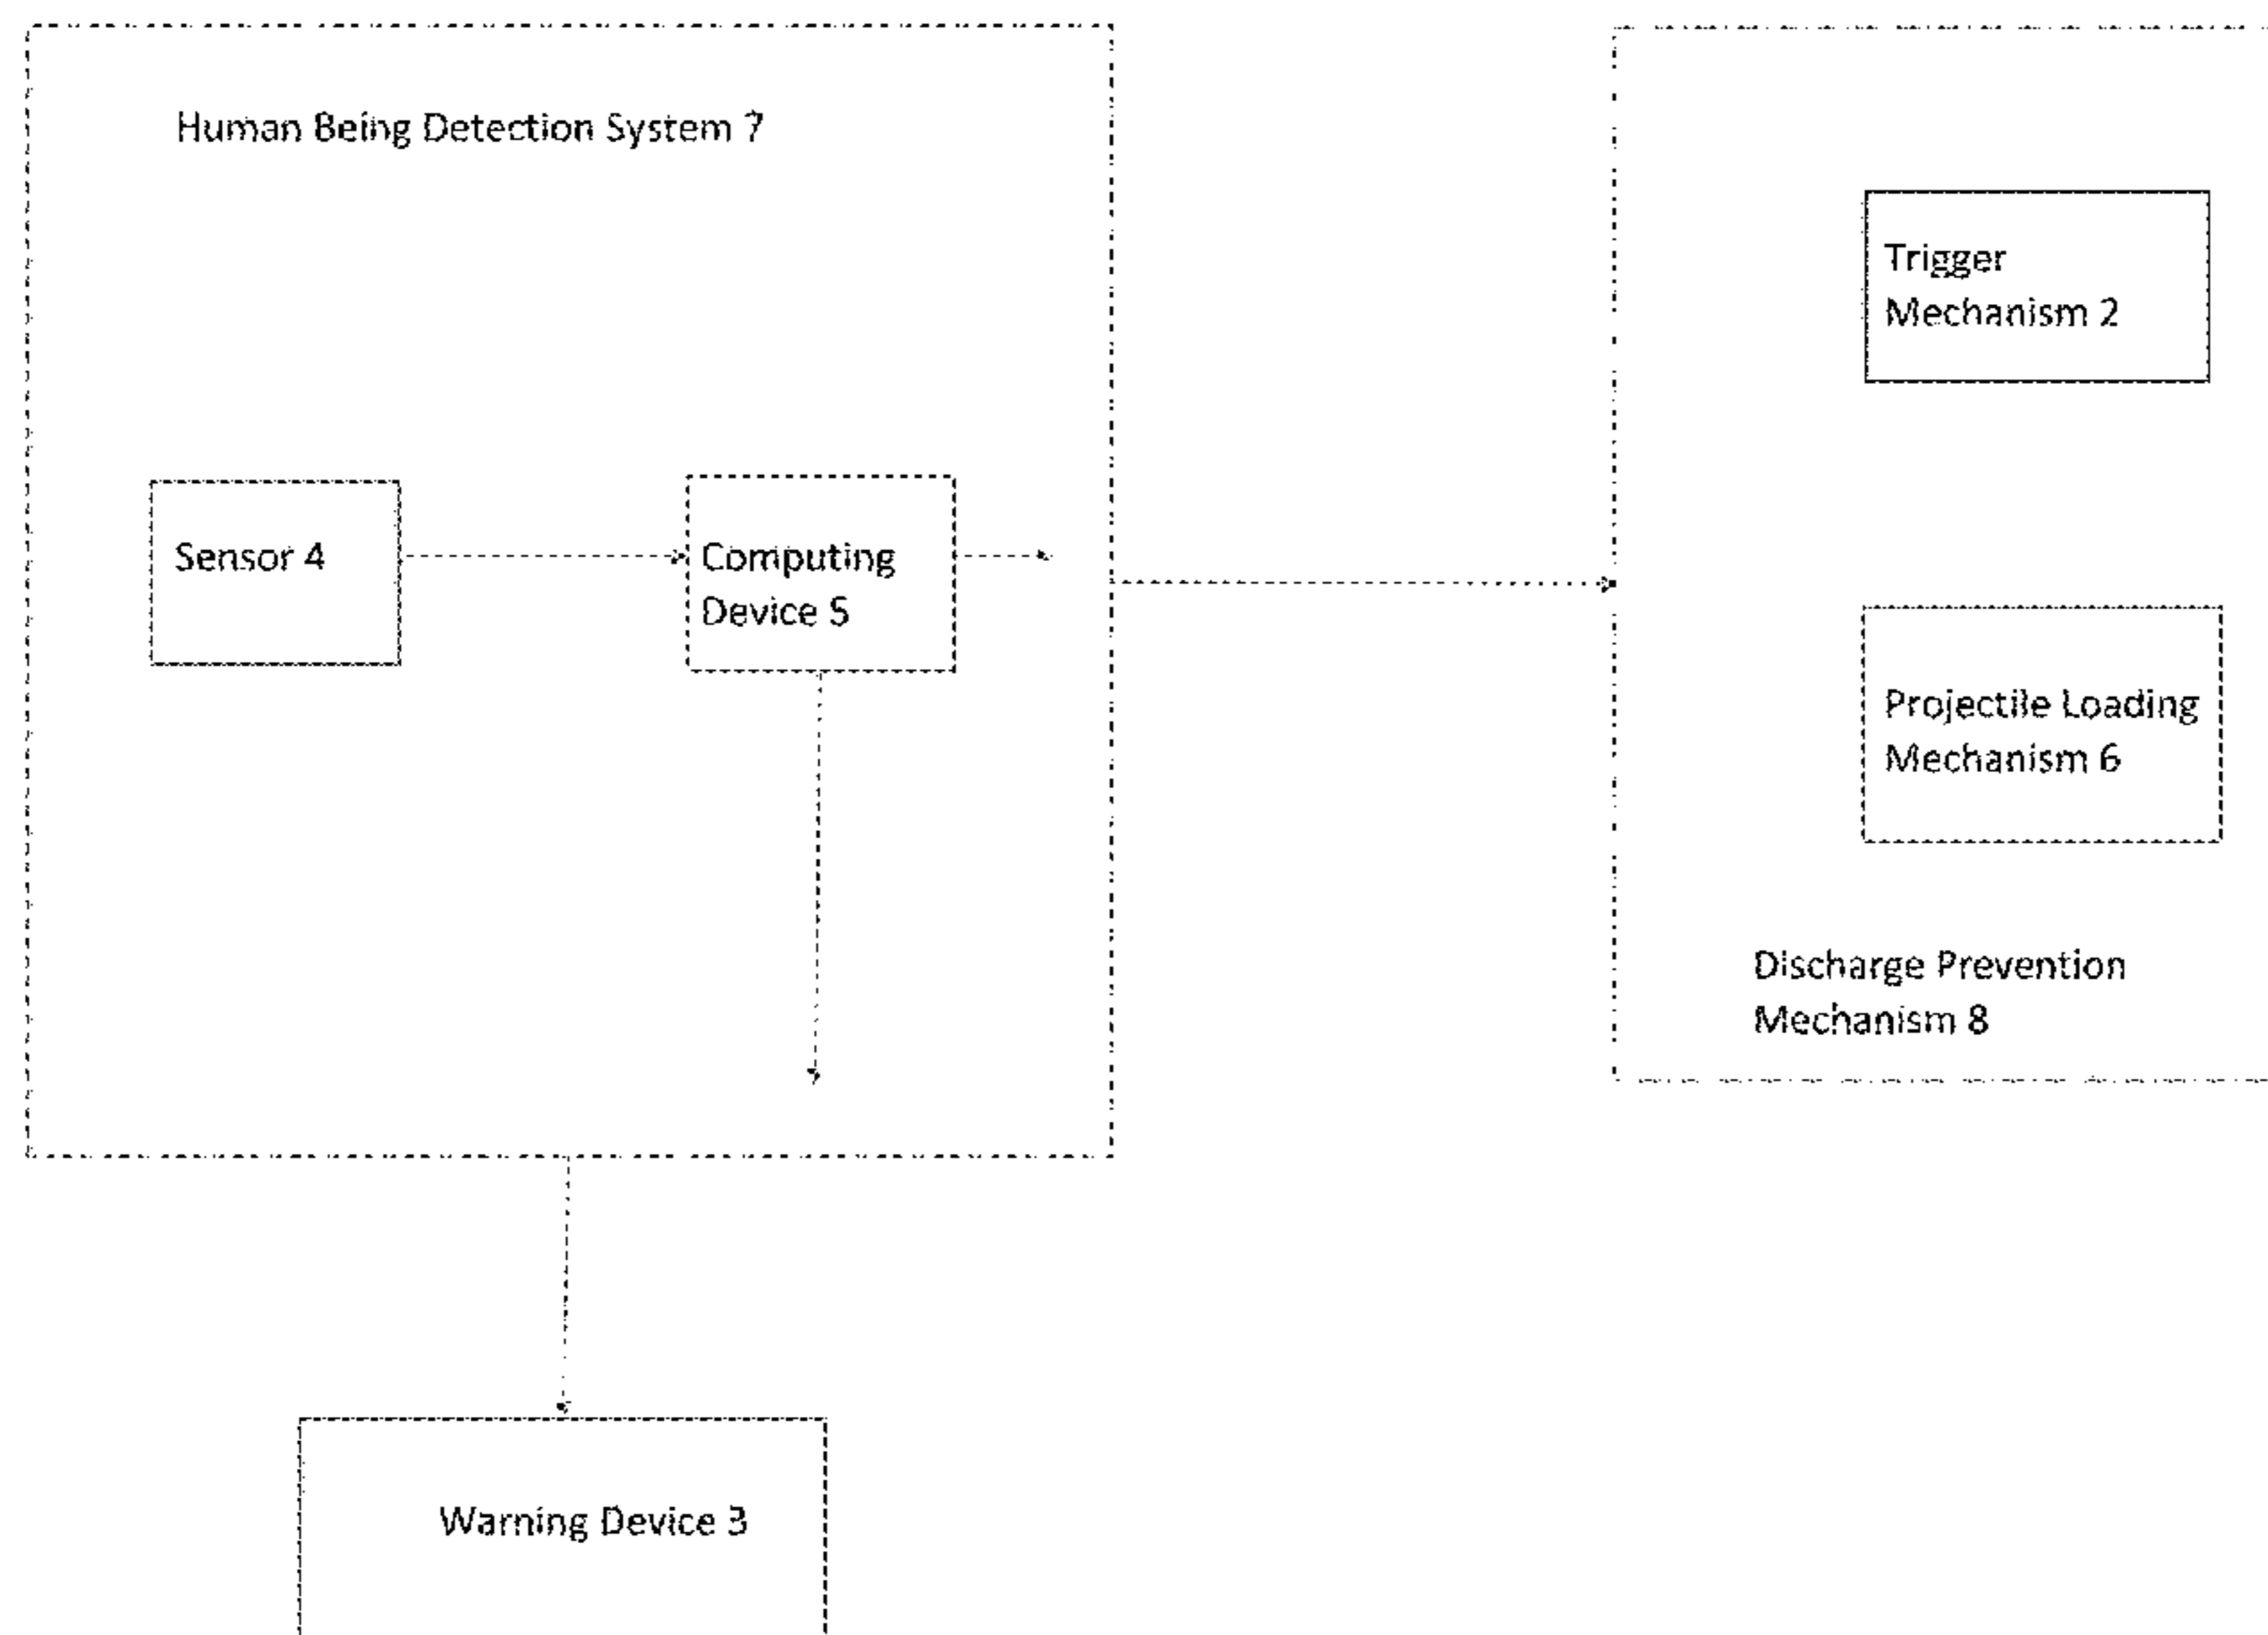 Human Being Detection System 7
Trigger
Mechanism 2
Sensor 4
Computing
Device 5
Projectile Loading
Mechanism 6
Discharge Prevention
Mechanism 8
Warning Device 3